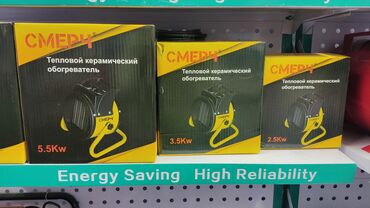 СМЕРЧ
Тепловой керамический
обогреватель
СМЕРЧ
5.5Kw
СМЕРЧ
Тепловой керамический
обогреватель
3.5Kw
СМЕРЧ
Тепловой керамический
обогреватель
2.5Kw
Energy Saving High Reliability